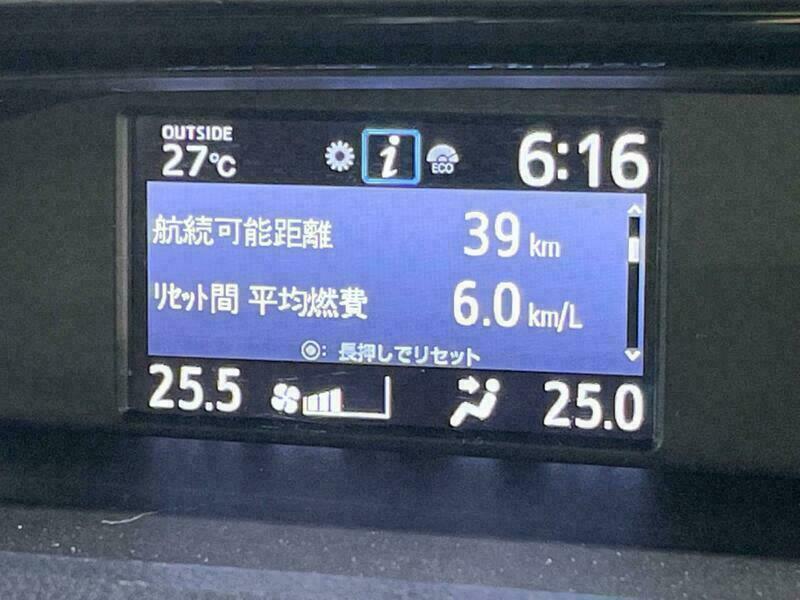 OUTSIDE
27℃ i ECO 6:16
航続可能距離 39 km
リセット間 平均燃費 6.0 km/L
◉: 長押しでリセット
25.5 25.0